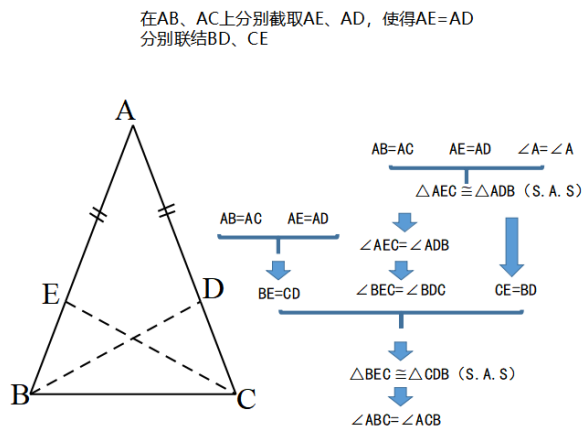 在AB、AC上分别截取AE、AD，使得AE=AD
分别联结BD、CE
A
AB=AC AE=AD ∠A=∠A
△AEC≌△ADB（S.A.S）
AB=AC AE=AD
∠AEC=∠ADB
E
D
BE=CD
∠BEC=∠BDC
CE=BD
△BEC≌△CDB（S.A.S）
B
C
∠ABC=∠ACB